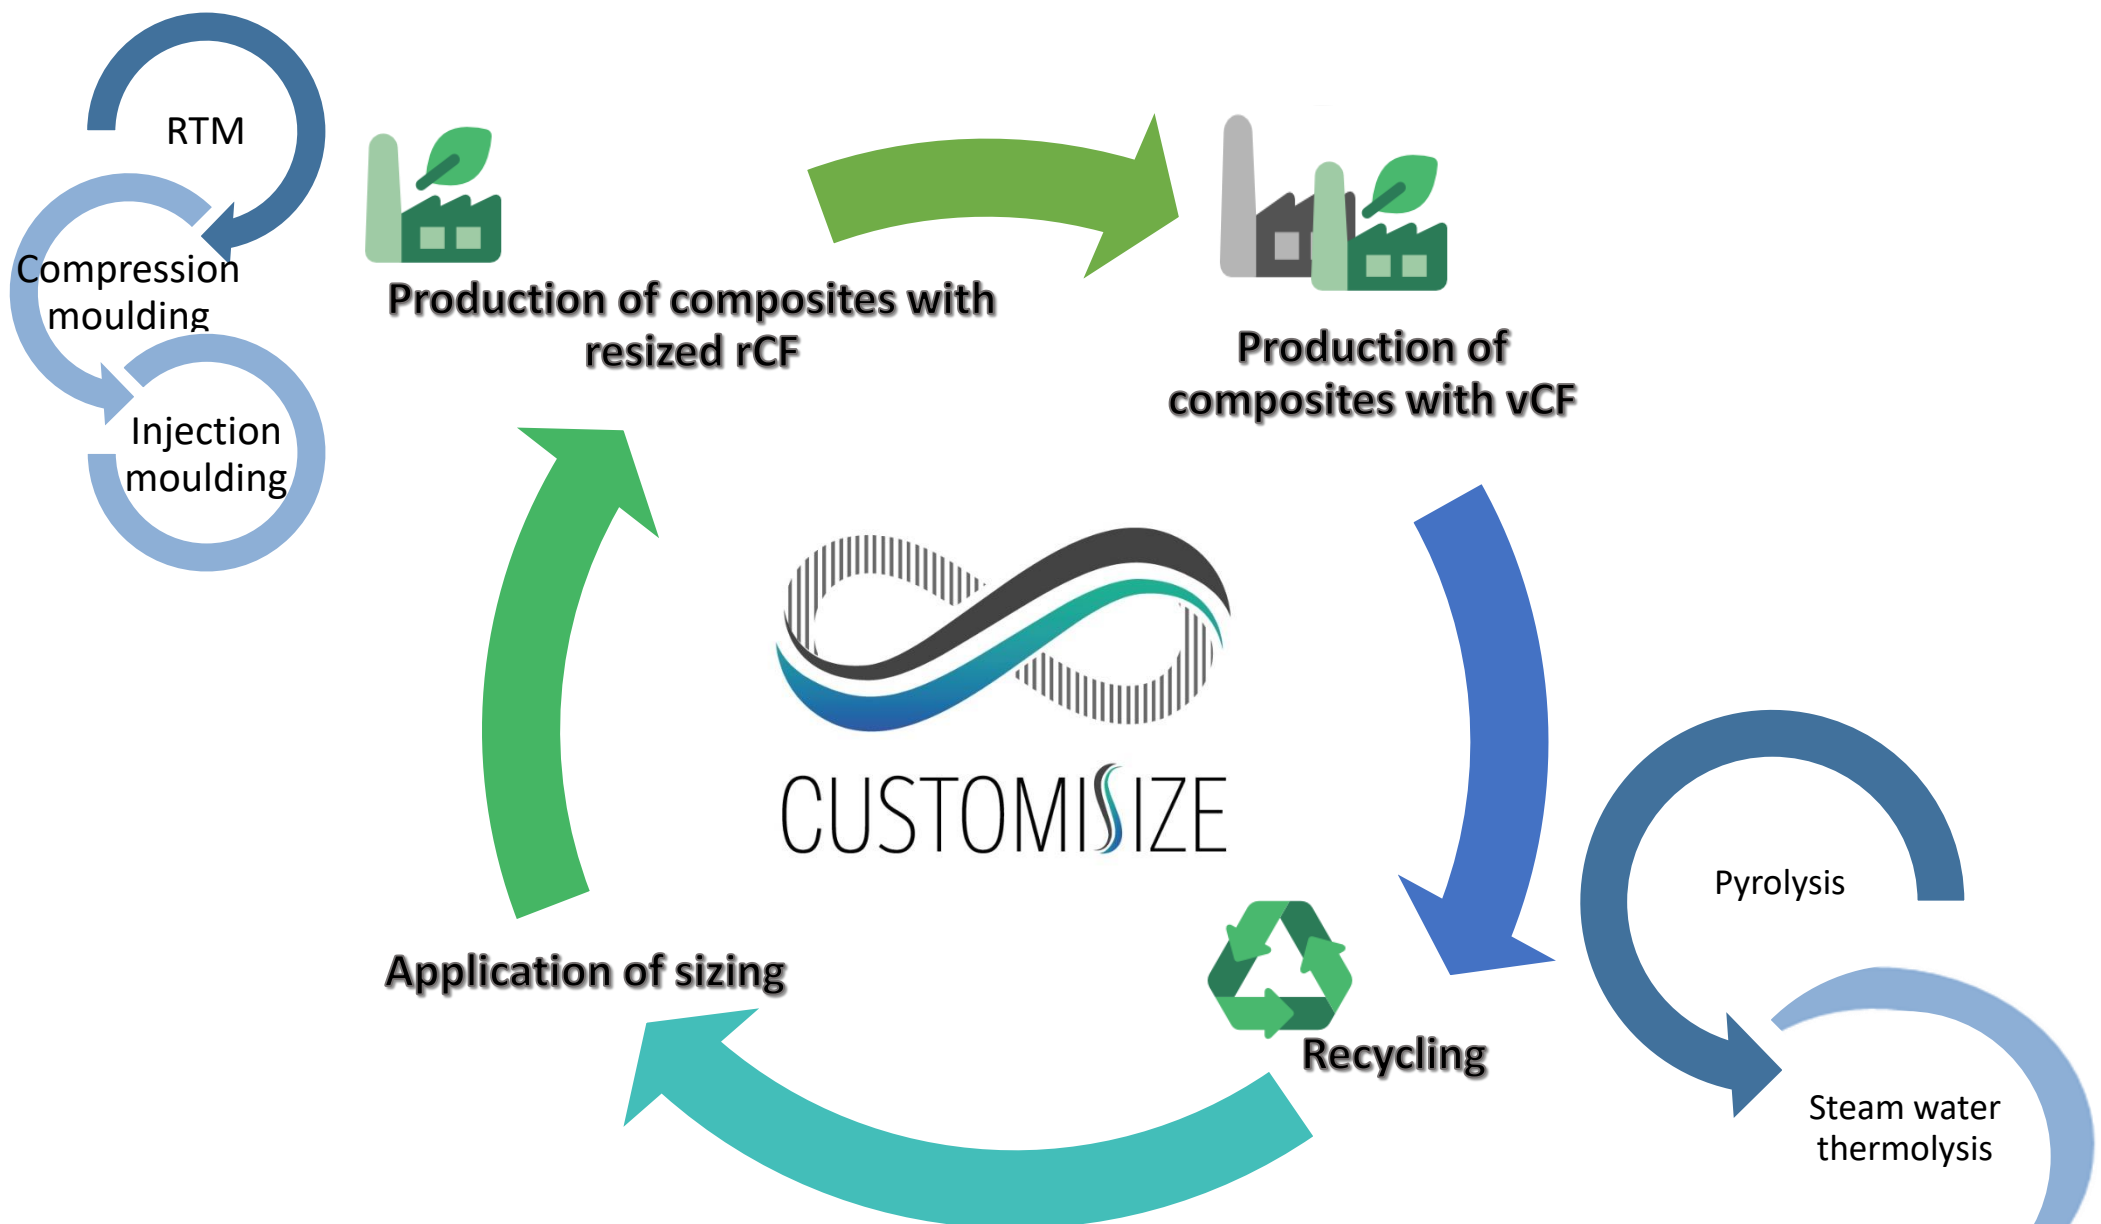 RTM
Compression
moulding
Injection
moulding
Production of composites with
resized rCF
Production of
composites with vCF
CUSTOMISIZE
Pyrolysis
Application of sizing
Recycling
Steam water
thermolysis